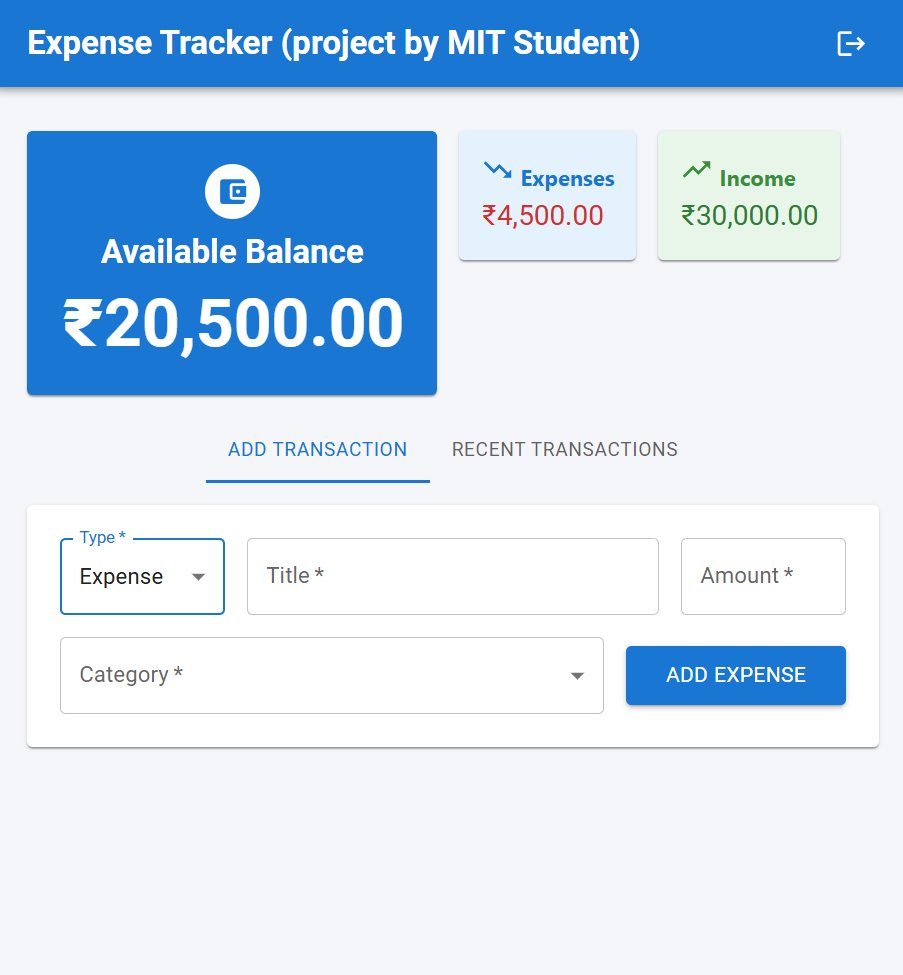 Expense Tracker (project by MIT Student)
Available Balance
₹20,500.00
Expenses
₹4,500.00
Income
₹30,000.00
ADD TRANSACTION
RECENT TRANSACTIONS
Type *
Expense
Title *
Amount *
Category *
ADD EXPENSE